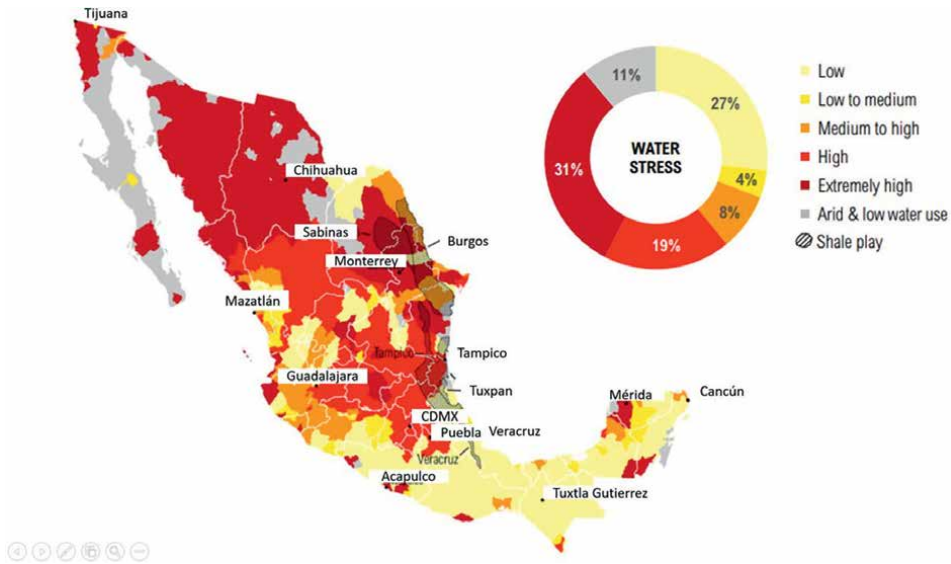 Tijuana
Chihuahua
Sabinas
Burgos
Monterrey
Mazatlán
Tampico
Tampico
Guadalajara
Tuxpan
Mérida
Cancún
CDMX
Puebla
Veracruz
Veracruz
Acapulco
Tuxtla Gutierrez
WATER
STRESS
11%
27%
4%
8%
19%
31%
Low
Low to medium
Medium to high
High
Extremely high
Arid & low water use
Shale play